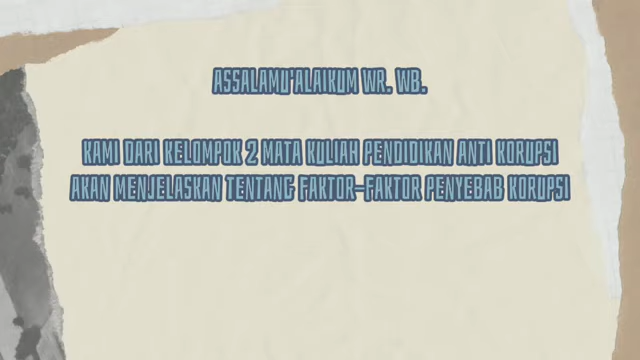 ASSALAMU'ALAIKUM WR. WB.
KAMI DARI KELOMPOK 2 MATA KULIAH PENDIDIKAN ANTI KORUPSI
AKAN MENJELASKAN TENTANG FAKTOR-FAKTOR PENYEBAB KORUPSI